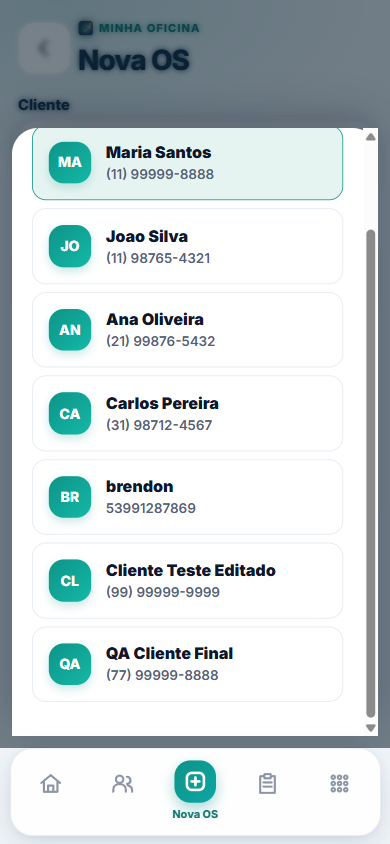 MINHA OFICINA
Nova OS
Cliente
MA
Maria Santos
(11) 99999-8888
JO
Joao Silva
(11) 98765-4321
AN
Ana Oliveira
(21) 99876-5432
CA
Carlos Pereira
(31) 98712-4567
BR
brendon
53991287869
CL
Cliente Teste Editado
(99) 99999-9999
QA
QA Cliente Final
(77) 99999-8888
Nova OS